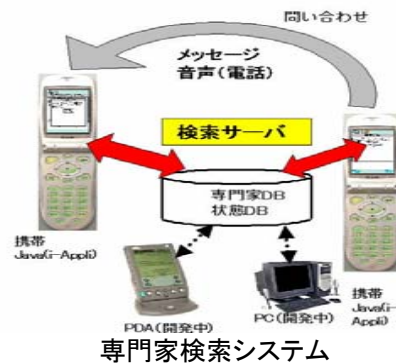 問い合わせ
メッセージ
音声(電話)
検索サーバ
専門家DB
状態DB
携帯
Java(i-Appli)
PDA(開発中)
PC(開発中)
携帯
Java(i-
Appli)
専門家検索システム